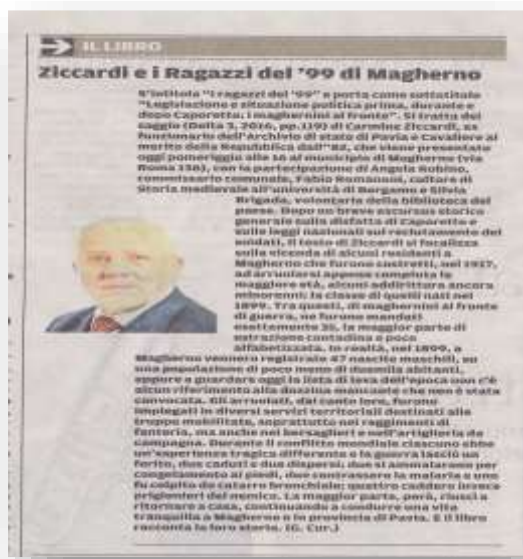 IL LIBRO
Ziccardi e i Ragazzi del '99 di Magherno
S'intitola "I ragazzi del '99" e porta come sottotitolo
"Legislazione e situazione politica prima, durante e
dopo Caporetto; i maghernini al fronte". Si tratta del
saggio (Delta 3, 2016, pp.119) di Carmine Ziccardi, ex
funzionario dell'Archivio di stato di Pavia e Cavaliere al
merito della Repubblica dall'82, che viene presentato
oggi pomeriggio alle 16 al municipio di Magherno (via
Roma 136), con la partecipazione di Angela Rubino,
commissario comunale, Fabio Romanoni, cultore di
Storia medievale all'università di Bergamo e Silvia
Brigada, volontaria della biblioteca del
paese. Dopo un breve excursus storico
generale sulla disfatta di Caporetto e
sulle leggi nazionali sul reclutamento dei
soldati, il testo di Ziccardi si focalizza
sulla vicenda di alcuni residenti a
Magherno che furono costretti, nel 1917,
ad arruolarsi appena compiuta la
maggiore età, alcuni addirittura ancora
minorenni: la classe di quelli nati nel
1899. Tra questi, di maghernini al fronte
di guerra, ne furono mandati
esattamente 35, la maggior parte di
estrazione contadina e poco
alfabetizzata. In realtà, nel 1899, a
Magherno vennero registrate 47 nascite maschili, su
una popolazione di poco meno di duemila abitanti,
eppure a guardare oggi la lista di leva dell'epoca non c'è
alcun riferimento alla dozzina mancante che non è stata
convocata. Gli arruolati, dal canto loro, furono
impiegati in diversi servizi territoriali destinati alle
truppe mobilitate, soprattutto nei reggimenti di
fanteria, ma anche nei bersaglieri e nell'artiglieria da
campagna. Durante il conflitto mondiale ciascuno ebbe
un'esperienza tragica differente e la guerra lasciò un
ferito, due caduti e due dispersi; due si ammalarono per
congelamento ai piedi, due contrassero la malaria e uno
fu colpito da catarro bronchiale; quattro caddero invece
prigionieri del nemico. La maggior parte, però, riuscì a
ritornare a casa, continuando a condurre una vita
tranquilla a Magherno o in provincia di Pavia. E il libro
racconta la loro storia. (G. Cur.)